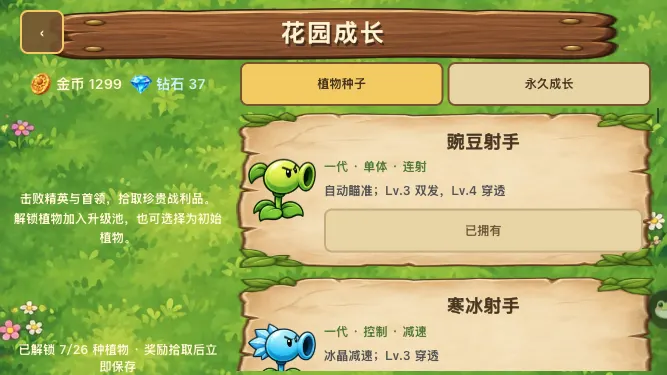 花园成长
金币 1299 钻石 37
植物种子
永久成长
击败精英与首领，拾取珍贵战利品。
解锁植物加入升级池，也可选择为初始
植物。
已解锁 7/26 种植物 · 奖励拾取后立
即保存
豌豆射手
一代 · 单体 · 连射
自动瞄准；Lv.3 双发，Lv.4 穿透
已拥有
寒冰射手
一代 · 控制 · 减速
冰晶减速；Lv.3 穿透